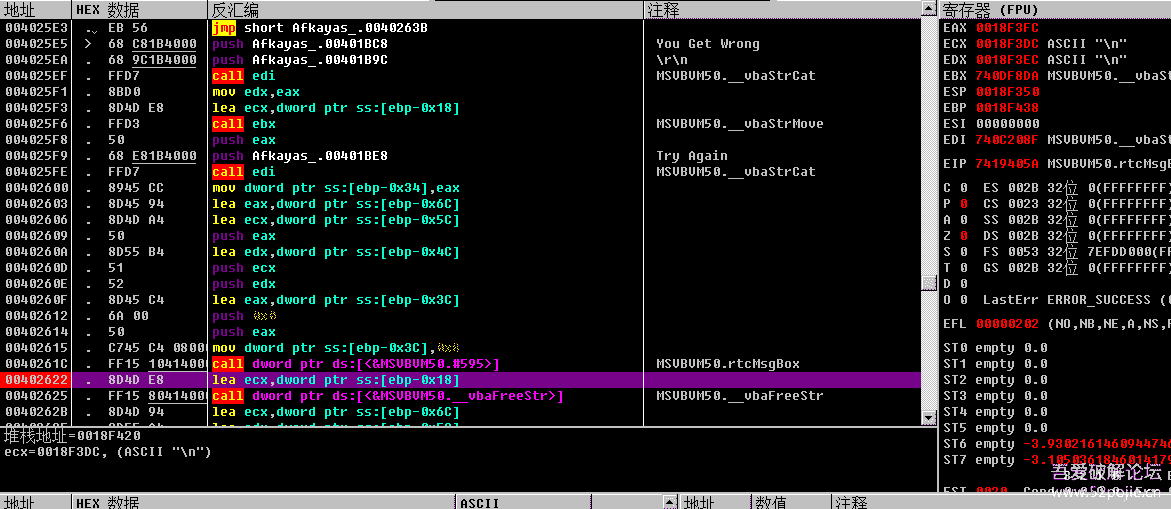 地址 HEX 数据 反汇编 注释 寄存器 (FPU)
004025E3 . EB 56 jmp short Afkayas_.0040263B
004025E5 > 68 C81B4000 push Afkayas_.00401BC8 You Get Wrong
004025EA . 68 9C1B4000 push Afkayas_.00401B9C \r\n
004025EF . FFD7 call edi MSVBVM50.__vbaStrCat
004025F1 . 8BD0 mov edx,eax
004025F3 . 8D4D E8 lea ecx,dword ptr ss:[ebp-0x18]
004025F6 . FFD3 call ebx MSVBVM50.__vbaStrMove
004025F8 . 50 push eax
004025F9 . 68 E81B4000 push Afkayas_.00401BE8 Try Again
004025FE . FFD7 call edi MSVBVM50.__vbaStrCat
00402600 . 8945 CC mov dword ptr ss:[ebp-0x34],eax
00402603 . 8D45 94 lea eax,dword ptr ss:[ebp-0x6C]
00402606 . 8D4D A4 lea ecx,dword ptr ss:[ebp-0x5C]
00402609 . 50 push eax
0040260A . 8D55 B4 lea edx,dword ptr ss:[ebp-0x4C]
0040260D . 51 push ecx
0040260E . 52 push edx
0040260F . 8D45 C4 lea eax,dword ptr ss:[ebp-0x3C]
00402612 . 6A 00 push 0x0
00402614 . 50 push eax
00402615 . C745 C4 0800 mov dword ptr ss:[ebp-0x3C],0x8
0040261C . FF15 10414000 call dword ptr ds:[<&MSVBVM50.#595>] MSVBVM50.rtcMsgBox
00402622 . 8D4D E8 lea ecx,dword ptr ss:[ebp-0x18]
00402625 . FF15 80414000 call dword ptr ds:[<&MSVBVM50.__vbaFreeStr>] MSVBVM50.__vbaFreeStr
0040262B . 8D4D 94 lea ecx,dword ptr ss:[ebp-0x6C]
EAX 0018F3FC
ECX 0018F3DC ASCII "\n"
EDX 0018F3EC ASCII "\n"
EBX 740DF8DA MSVBVM50.__vbaSt
ESP 0018F350
EBP 0018F438
ESI 00000000
EDI 740C208F MSVBVM50.__vbaSt
EIP 7419405A MSVBVM50.rtcMsgB
C 0 ES 002B 32位 0(FFFFFFFF)
P 0 CS 0023 32位 0(FFFFFFFF)
A 0 SS 002B 32位 0(FFFFFFFF)
Z 0 DS 002B 32位 0(FFFFFFFF)
S 0 FS 0053 32位 7EFDD000(FF
T 0 GS 002B 32位 0(FFFFFFFF)
D 0
O 0 LastErr ERROR_SUCCESS (
EFL 00000202 (NO,NB,NE,A,NS,
ST0 empty 0.0
ST1 empty 0.0
ST2 empty 0.0
ST3 empty 0.0
ST4 empty 0.0
ST5 empty 0.0
ST6 empty -3.9302161460944746
ST7 empty -3.1050361846014179
堆栈地址=0018F420
ecx=0018F3DC, (ASCII "\n")
吾爱破解论坛
www.52pojie.cn
地址 HEX 数据 ASCII 地址 数值 注释